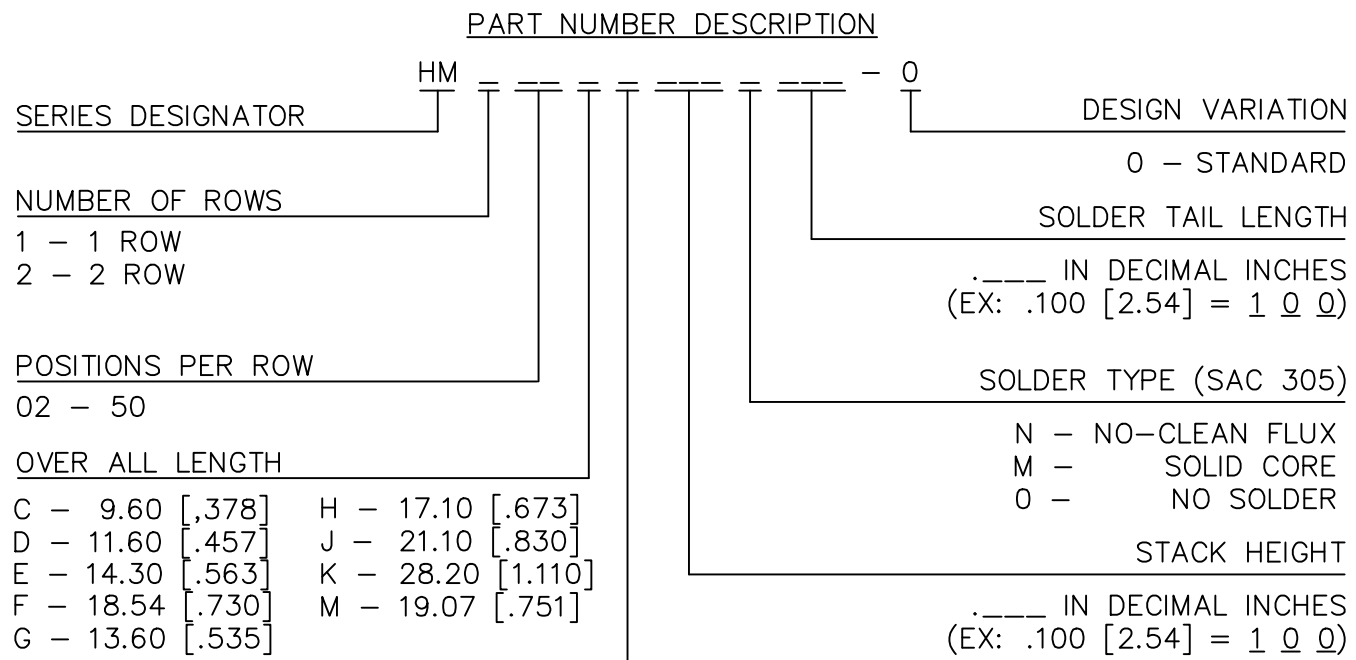 PART NUMBER DESCRIPTION
HM _ __ _ _ ___ _ ___ - 0
SERIES DESIGNATOR
NUMBER OF ROWS
1 - 1 ROW
2 - 2 ROW
POSITIONS PER ROW
02 - 50
OVER ALL LENGTH
C - 9.60 [,378] H - 17.10 [.673]
D - 11.60 [.457] J - 21.10 [.830]
E - 14.30 [.563] K - 28.20 [1.110]
F - 18.54 [.730] M - 19.07 [.751]
G - 13.60 [.535]
DESIGN VARIATION
0 - STANDARD
SOLDER TAIL LENGTH
.___ IN DECIMAL INCHES
(EX: .100 [2.54] = 1 0 0)
SOLDER TYPE (SAC 305)
N - NO-CLEAN FLUX
M - SOLID CORE
0 - NO SOLDER
STACK HEIGHT
.___ IN DECIMAL INCHES
(EX: .100 [2.54] = 1 0 0)